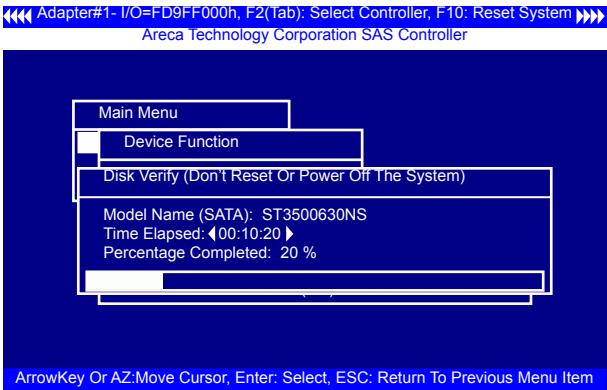 Adapter#1- I/O=FD9FF000h, F2(Tab): Select Controller, F10: Reset System
Areca Technology Corporation SAS Controller
Main Menu
Device Function
Disk Verify (Don't Reset Or Power Off The System)
Model Name (SATA): ST3500630NS
Time Elapsed: 00:10:20
Percentage Completed: 20 %
ArrowKey Or AZ:Move Cursor, Enter: Select, ESC: Return To Previous Menu Item